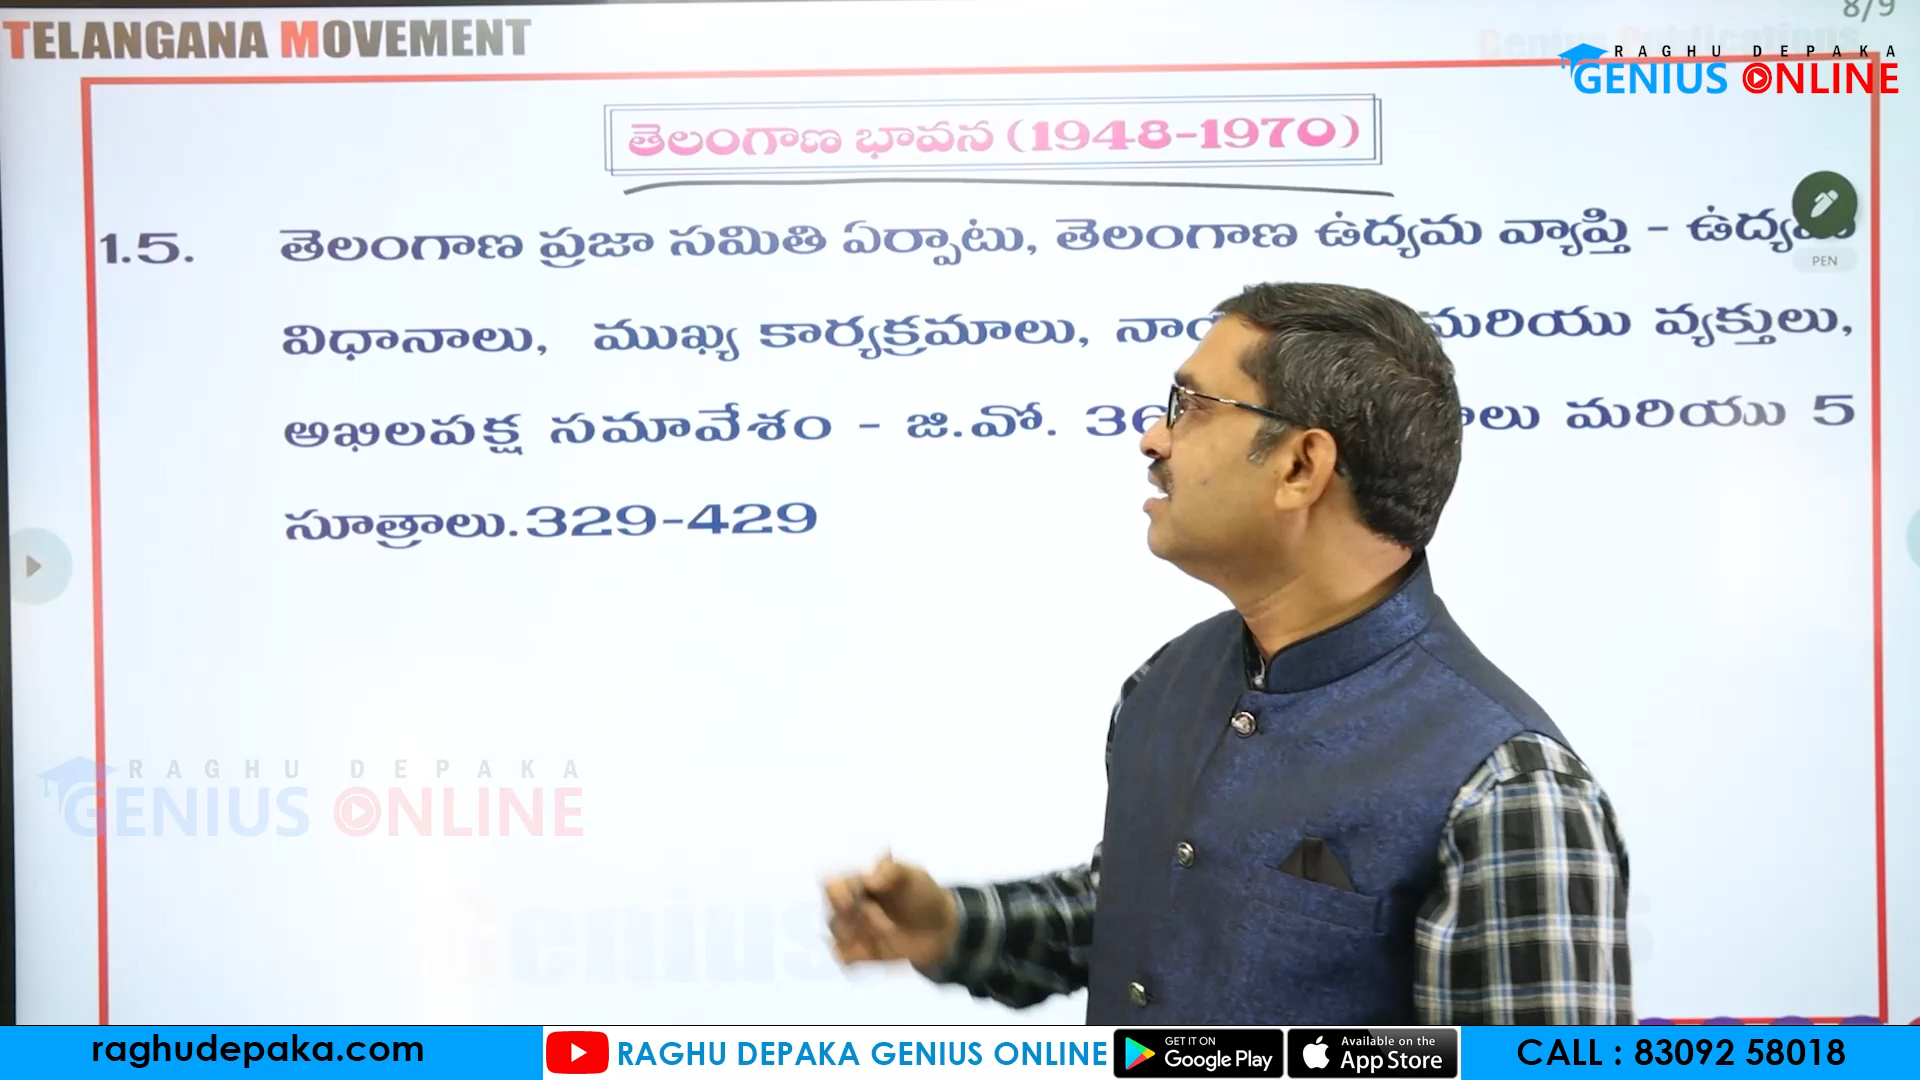 8/9
TELANGANA MOVEMENT
RAGHU DEPAKA
GENIUS ONLINE
తెలంగాణ భావన (1948-1970)
1.5. తెలంగాణ ప్రజా సమితి ఏర్పాటు, తెలంగాణ ఉద్యమ వ్యాప్తి -
PEN
విధానాలు, ముఖ్య కార్యక్రమాలు, మరియు వ్యక్తులు,
అఖిలపక్ష సమావేశం - జి.వో. మరియు 5
సూత్రాలు.329-429
RAGHU DEPAKA
GENIUS ONLINE
Genius
raghudepaka.com
RAGHU DEPAKA GENIUS ONLINE
GET IT ON
Google Play
Available on the
App Store
CALL : 83092 58018